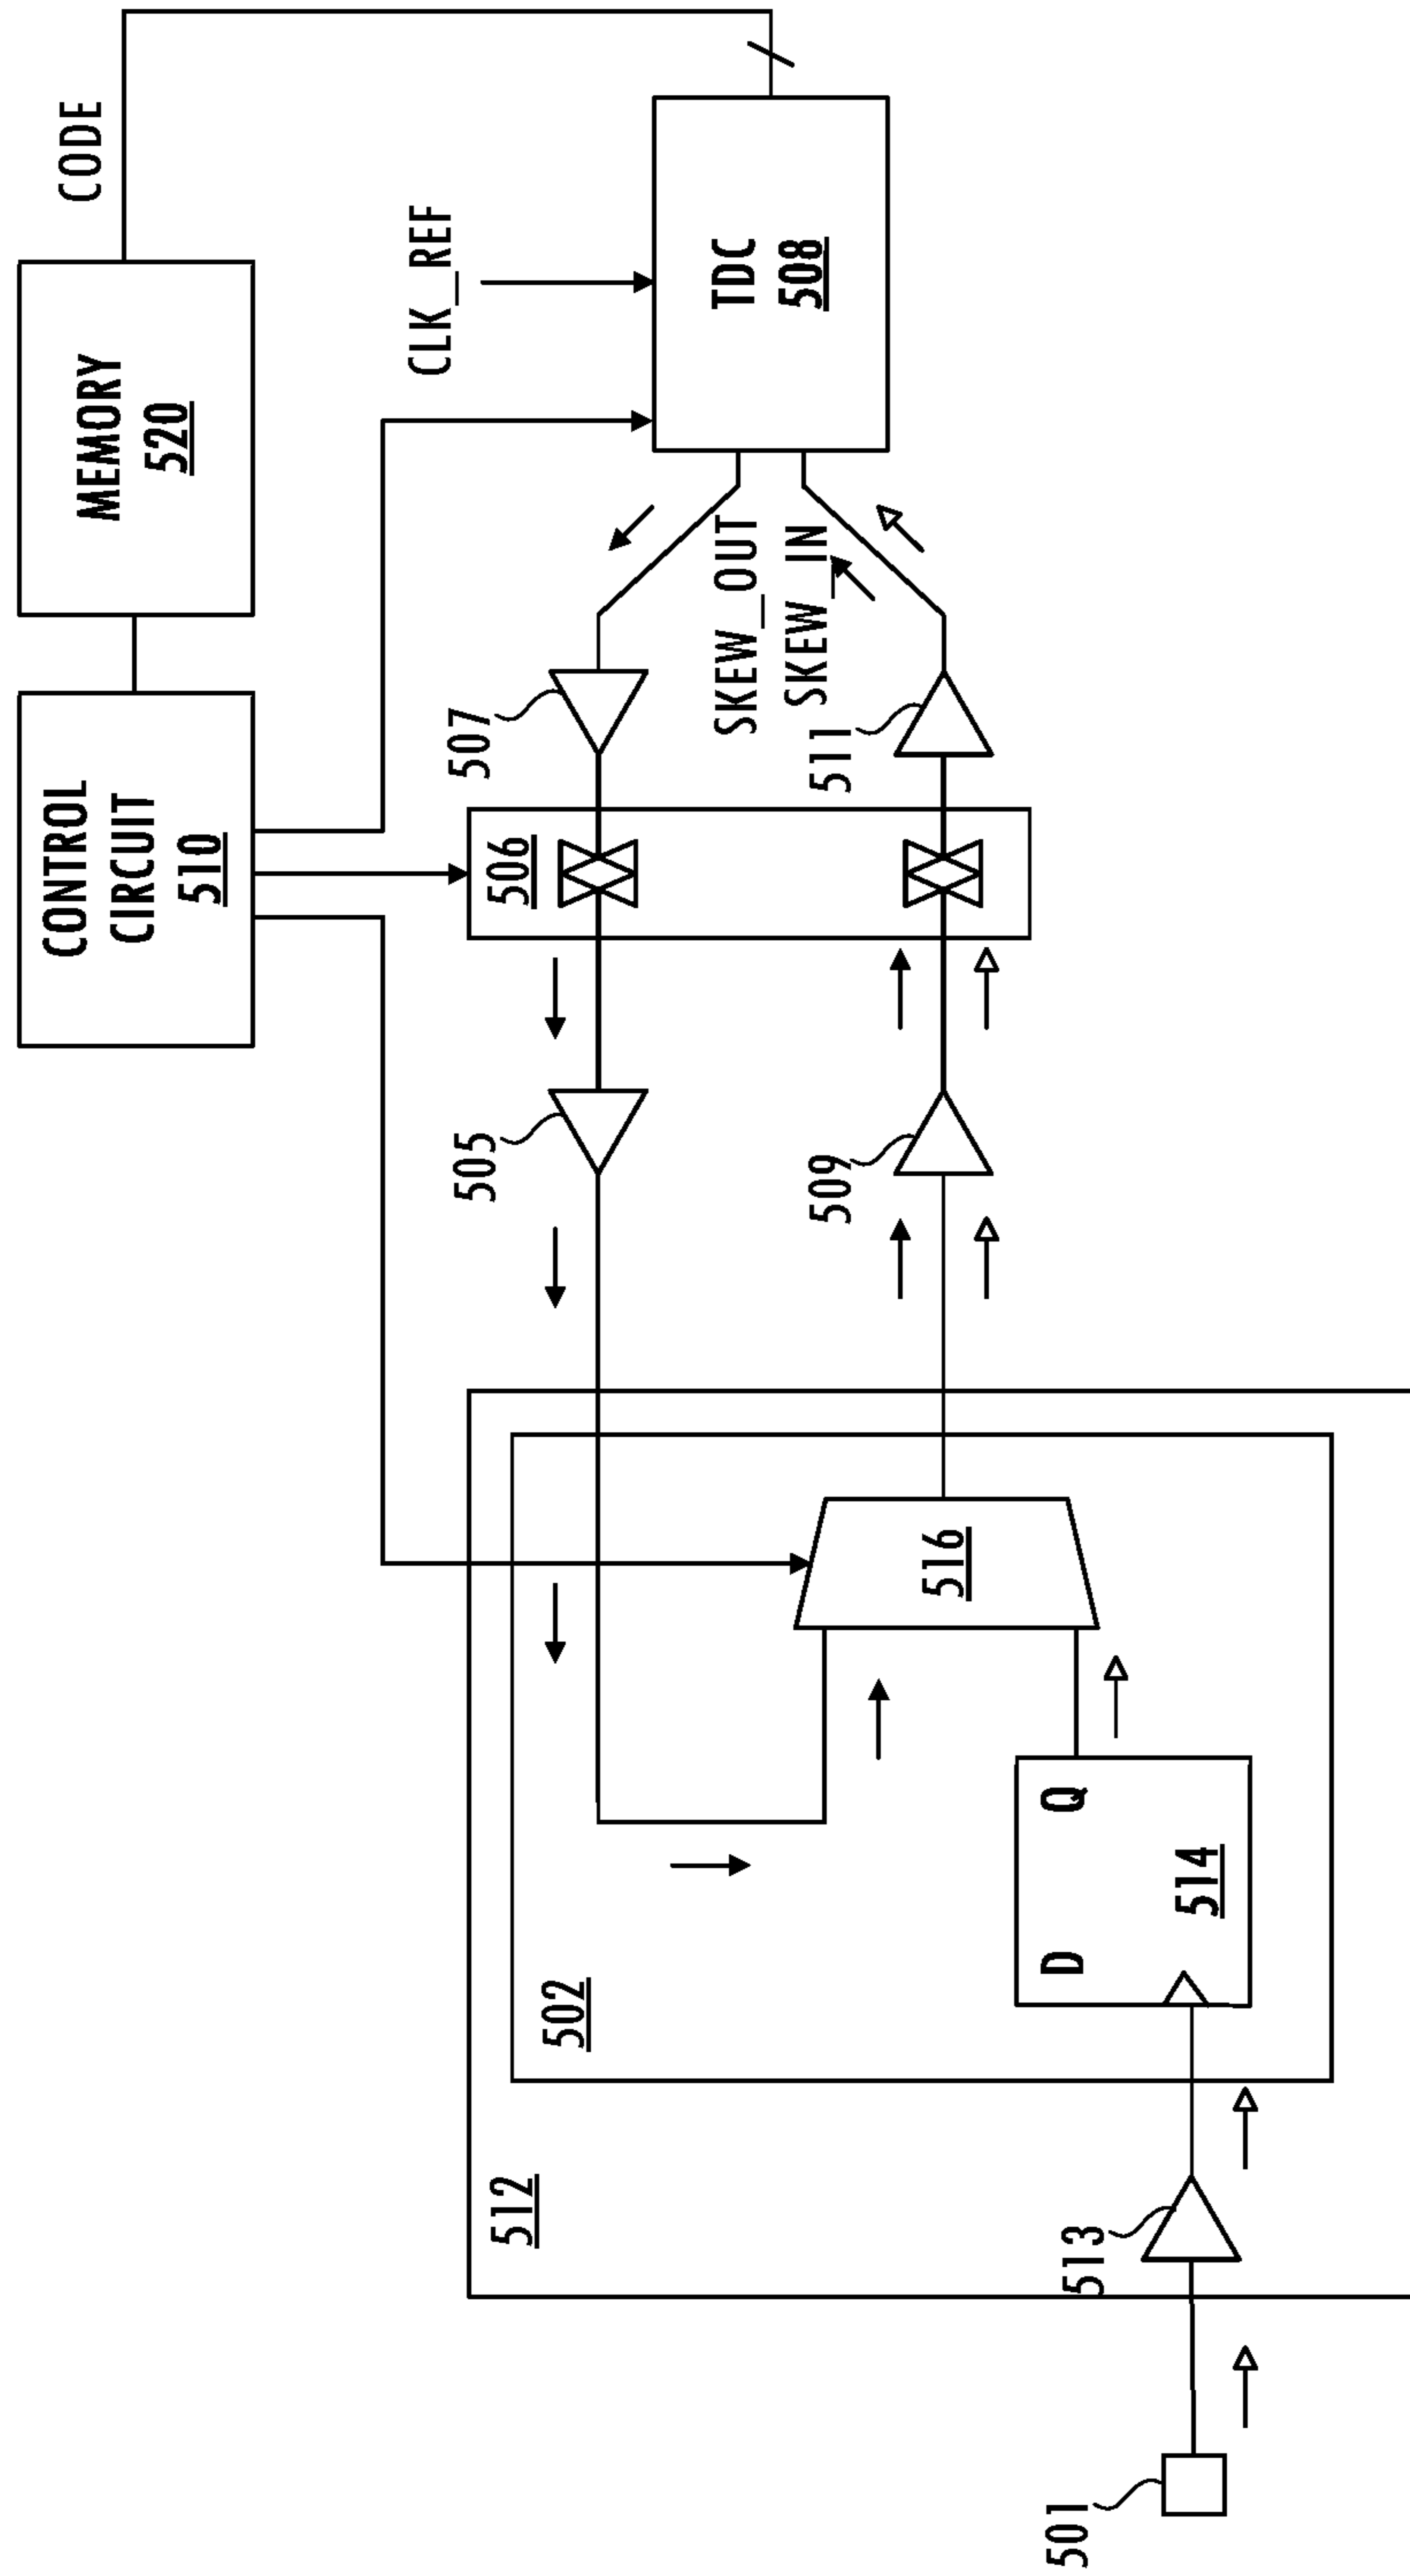 CONTROL
CIRCUIT
510
MEMORY
520
CODE
512
502
505
506
507
CLK_REF
TDC
508
SKEW_OUT
SKEW_IN
516
509
511
D
Q
514
501
513